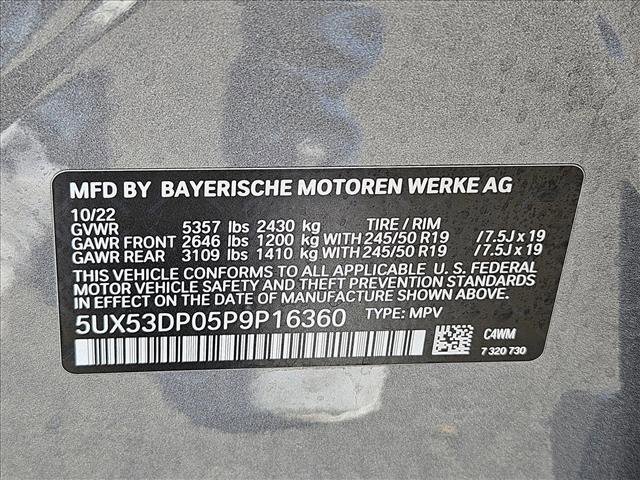 MFD BY BAYERISCHE MOTOREN WERKE AG
10/22
GVWR 5357 lbs 2430 kg TIRE / RIM
GAWR FRONT 2646 lbs 1200 kg WITH 245/50 R19 /7.5J x 19
GAWR REAR 3109 lbs 1410 kg WITH 245/50 R19 /7.5J x 19
THIS VEHICLE CONFORMS TO ALL APPLICABLE U. S. FEDERAL
MOTOR VEHICLE SAFETY AND THEFT PREVENTION STANDARDS
IN EFFECT ON THE DATE OF MANUFACTURE SHOWN ABOVE.
5UX53DP05P9P16360 TYPE: MPV
C4WM
7 320 730